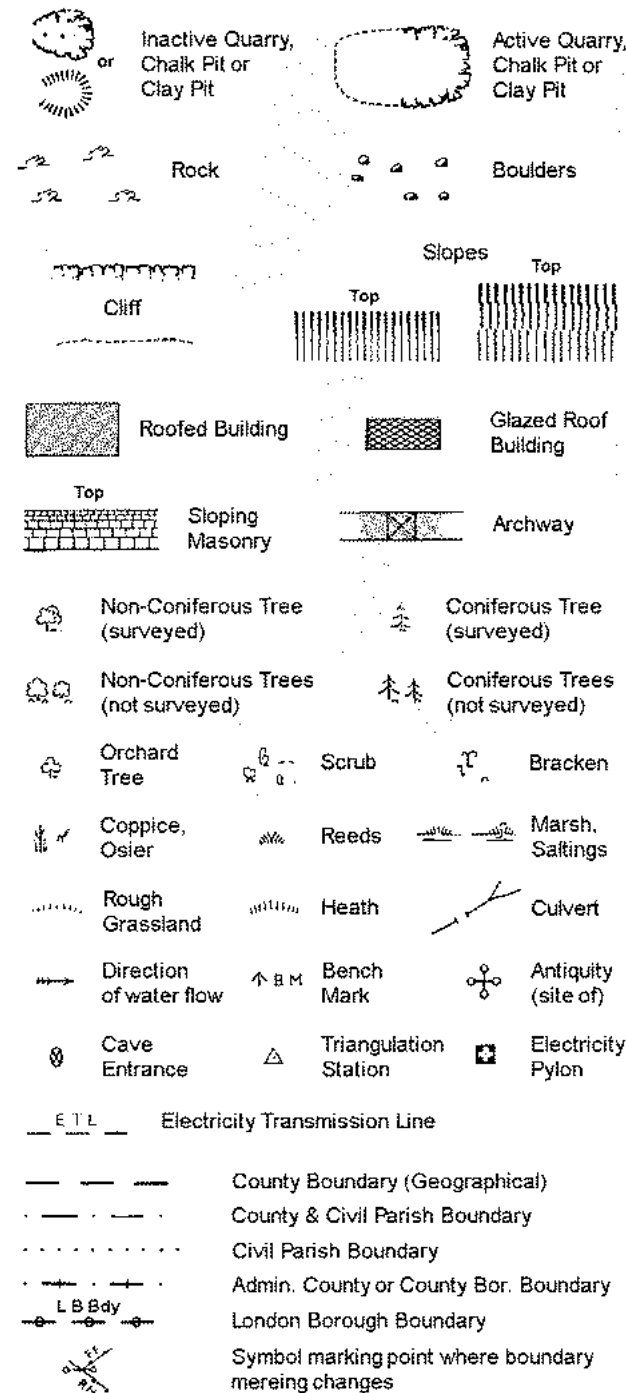 or
Inactive Quarry,
Chalk Pit or
Clay Pit
Active Quarry,
Chalk Pit or
Clay Pit
Rock
Boulders
Slopes
Top
Cliff
Top
Roofed Building
Glazed Roof
Building
Top
Sloping
Masonry
Archway
Non-Coniferous Tree
(surveyed)
Coniferous Tree
(surveyed)
Non-Coniferous Trees
(not surveyed)
Coniferous Trees
(not surveyed)
Orchard
Tree
Scrub
Bracken
Coppice,
Osier
Reeds
Marsh,
Saltings
Rough
Grassland
Heath
Culvert
Direction
of water flow
B M
Bench
Mark
Antiquity
(site of)
Cave
Entrance
Triangulation
Station
Electricity
Pylon
E T L
Electricity Transmission Line
County Boundary (Geographical)
County & Civil Parish Boundary
Civil Parish Boundary
Admin. County or County Bor. Boundary
L B Bdy
London Borough Boundary
Symbol marking point where boundary
mereing changes